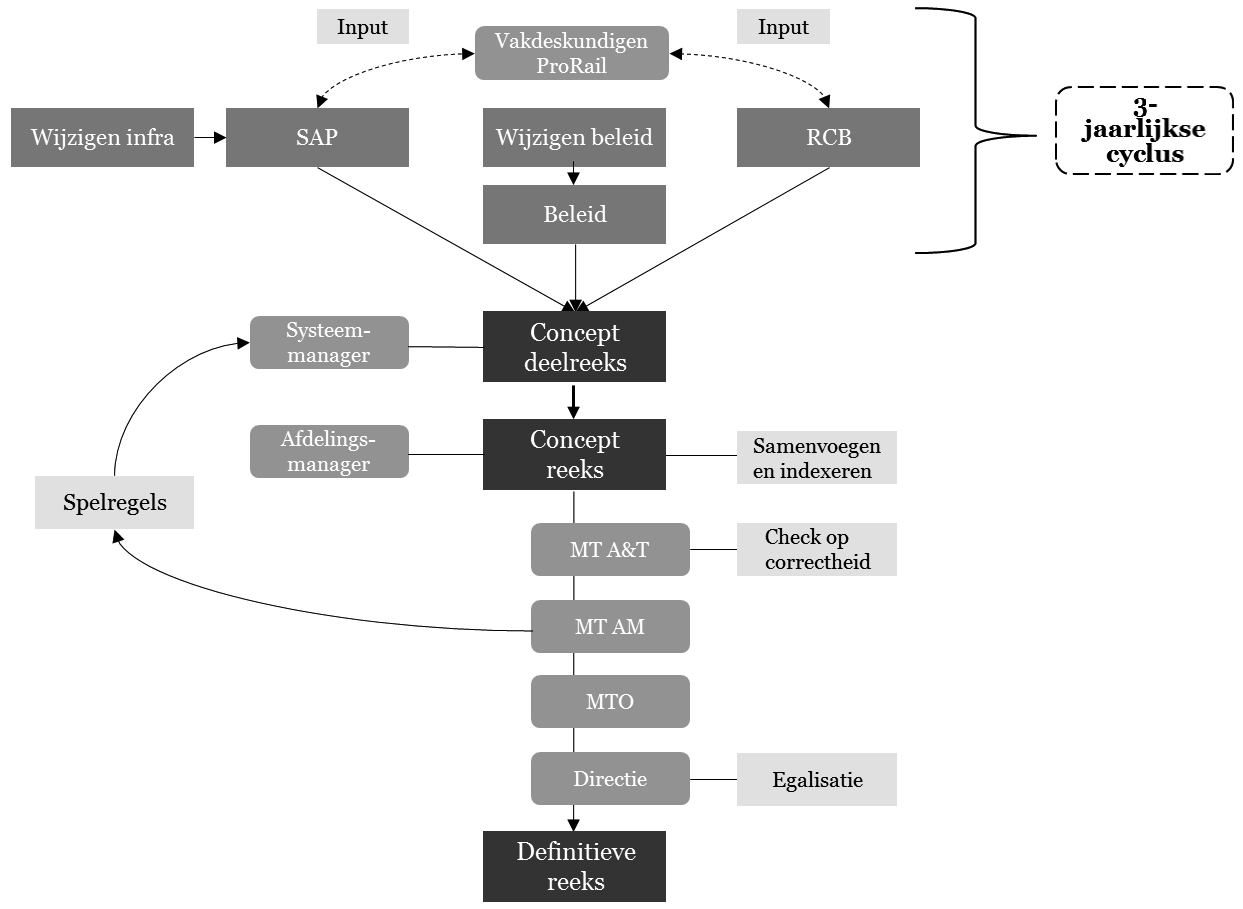 Input
Vakdeskundigen
ProRail
Input
Wijzigen infra
SAP
Wijzigen beleid
RCB
3-
jaarlijkse
cyclus
Beleid
Systeem-
manager
Concept
deelreeks
Afdelings-
manager
Concept
reeks
Samenvoegen
en indexeren
Spelregels
MT A&T
Check op
correctheid
MT AM
MTO
Directie
Egalisatie
Definitieve
reeks